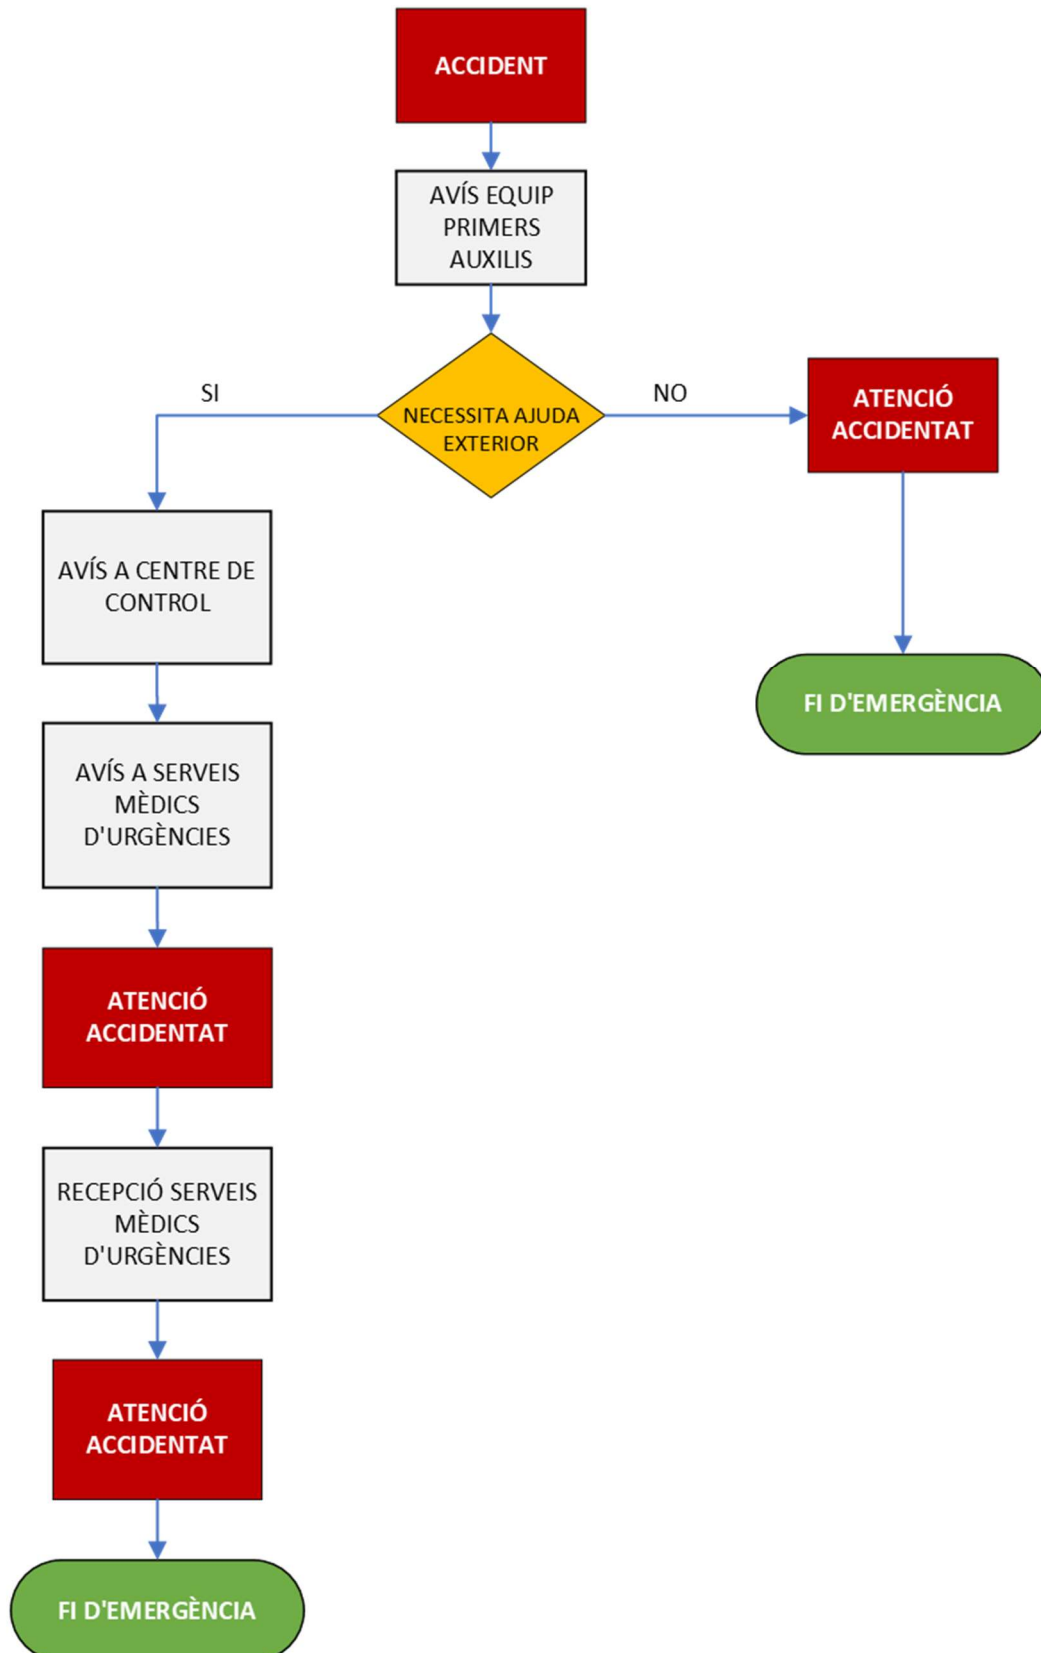 ACCIDENT
AVÍS EQUIP
PRIMERS
AUXILIS
NECESSITA AJUDA
EXTERIOR
SI
NO
ATENCIÓ
ACCIDENTAT
FI D'EMERGÈNCIA
AVÍS A CENTRE DE
CONTROL
AVÍS A SERVEIS
MÈDICS
D'URGÈNCIES
ATENCIÓ
ACCIDENTAT
RECEPCIÓ SERVEIS
MÈDICS
D'URGÈNCIES
ATENCIÓ
ACCIDENTAT
FI D'EMERGÈNCIA